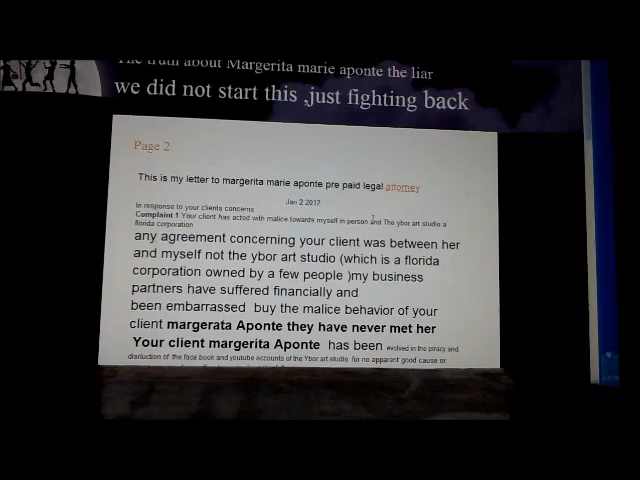 The truth about Margerita marie aponte the liar
we did not start this ,just fighting back
Page 2
This is my letter to margerita marie aponte pre paid legal attorney
Jan 2 2012
In response to your clients concerns
Complaint 1 Your client has acted with malice towards myself in person and The ybor art studio a
florida corporation
any agreement concerning your client was between her
and myself not the ybor art studio (which is a florida
corporation owned by a few people )my business
partners have suffered financially and
been embarrassed buy the malice behavior of your
client margerata Aponte they have never met her
Your client margerita Aponte has been evolved in the piracy and
disrluction of the face book and youtube accounts of the Ybor art studio for no apparent good cause or